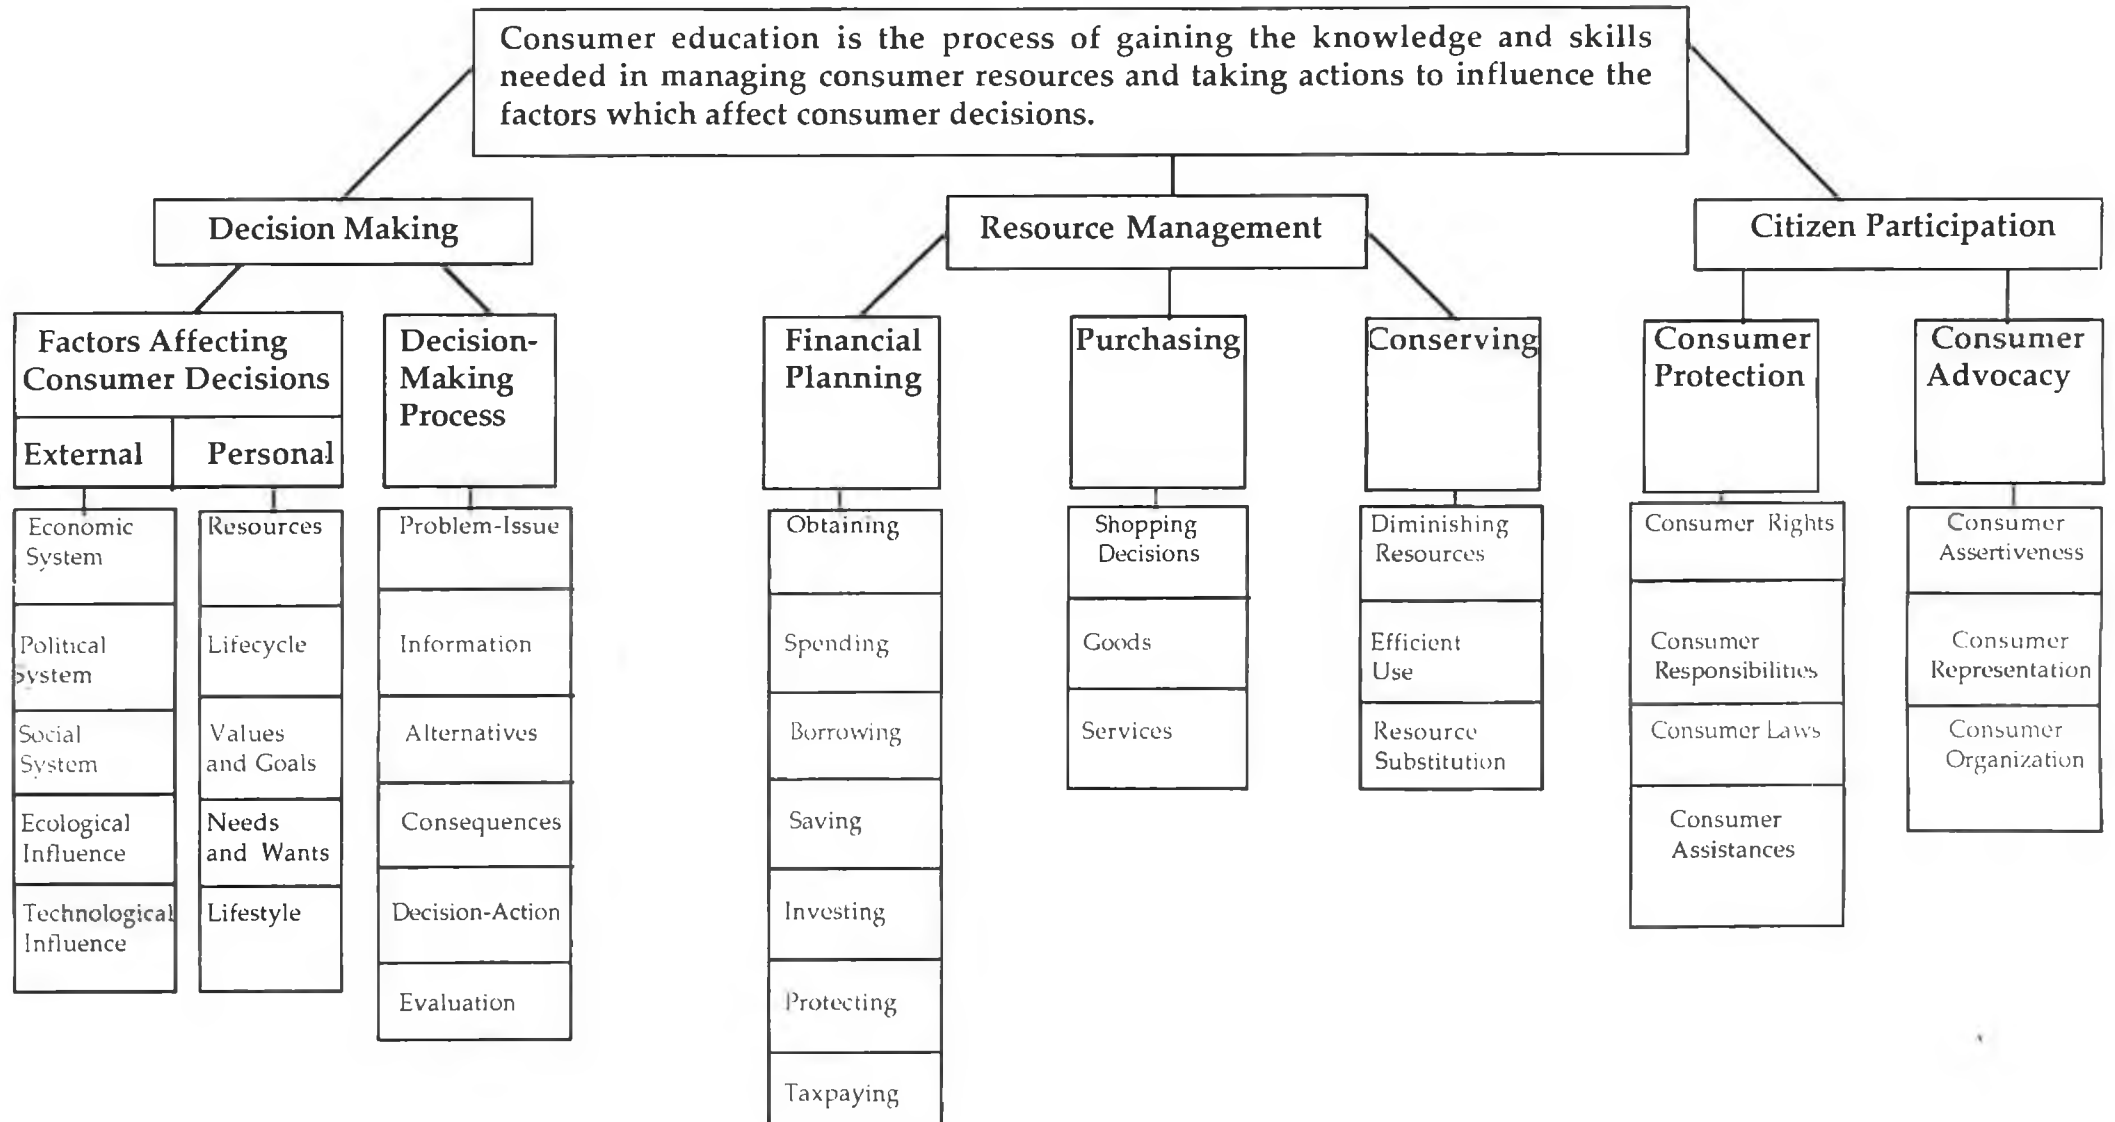 Consumer education is the process of gaining the knowledge and skills
needed in managing consumer resources and taking actions to influence the
factors which affect consumer decisions.
Decision Making
Resource Management
Citizen Participation
Factors Affecting
Consumer Decisions
External
Personal
Decision-
Making
Process
Financial
Planning
Purchasing
Conserving
Consumer
Protection
Consumer
Advocacy
Economic
System
Political
System
Social
System
Ecological
Influence
Technological
Influence
Resources
Lifecycle
Values
and Goals
Needs
and Wants
Lifestyle
Problem-Issue
Information
Alternatives
Consequences
Decision-Action
Evaluation
Obtaining
Spending
Borrowing
Saving
Investing
Protecting
Taxpaying
Shopping
Decisions
Goods
Services
Diminishing
Resources
Efficient
Use
Resource
Substitution
Consumer Rights
Consumer
Responsibilities
Consumer Laws
Consumer
Assistances
Consumer
Assertiveness
Consumer
Representation
Consumer
Organization